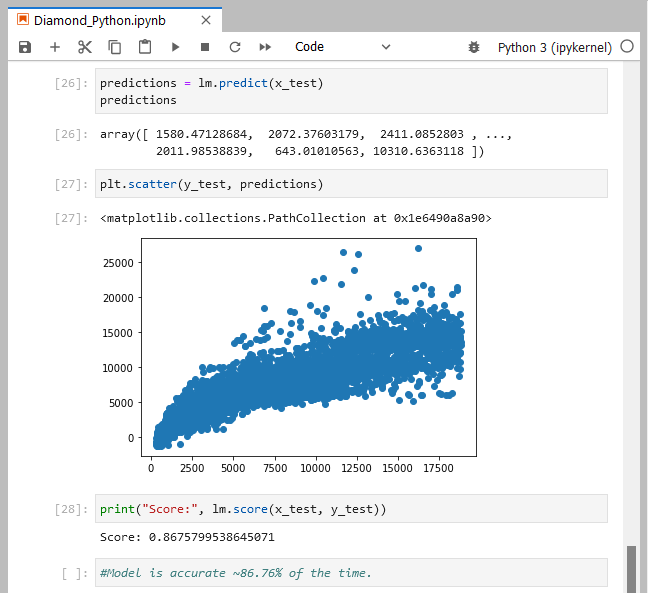 Diamond_Python.ipynb
Code
Python 3 (ipykernel)
[26]: predictions = lm.predict(x_test)
predictions
[26]: array([ 1580.47128684, 2072.37603179, 2411.0852803 , ...,
2011.98538839, 643.01010563, 10310.6363118 ])
[27]: plt.scatter(y_test, predictions)
[27]: <matplotlib.collections.PathCollection at 0x1e6490a8a90>
25000
20000
15000
10000
5000
0
0 2500 5000 7500 10000 12500 15000 17500
[28]: print("Score:", lm.score(x_test, y_test))
Score: 0.8675799538645071
[ ]: #Model is accurate ~86.76% of the time.